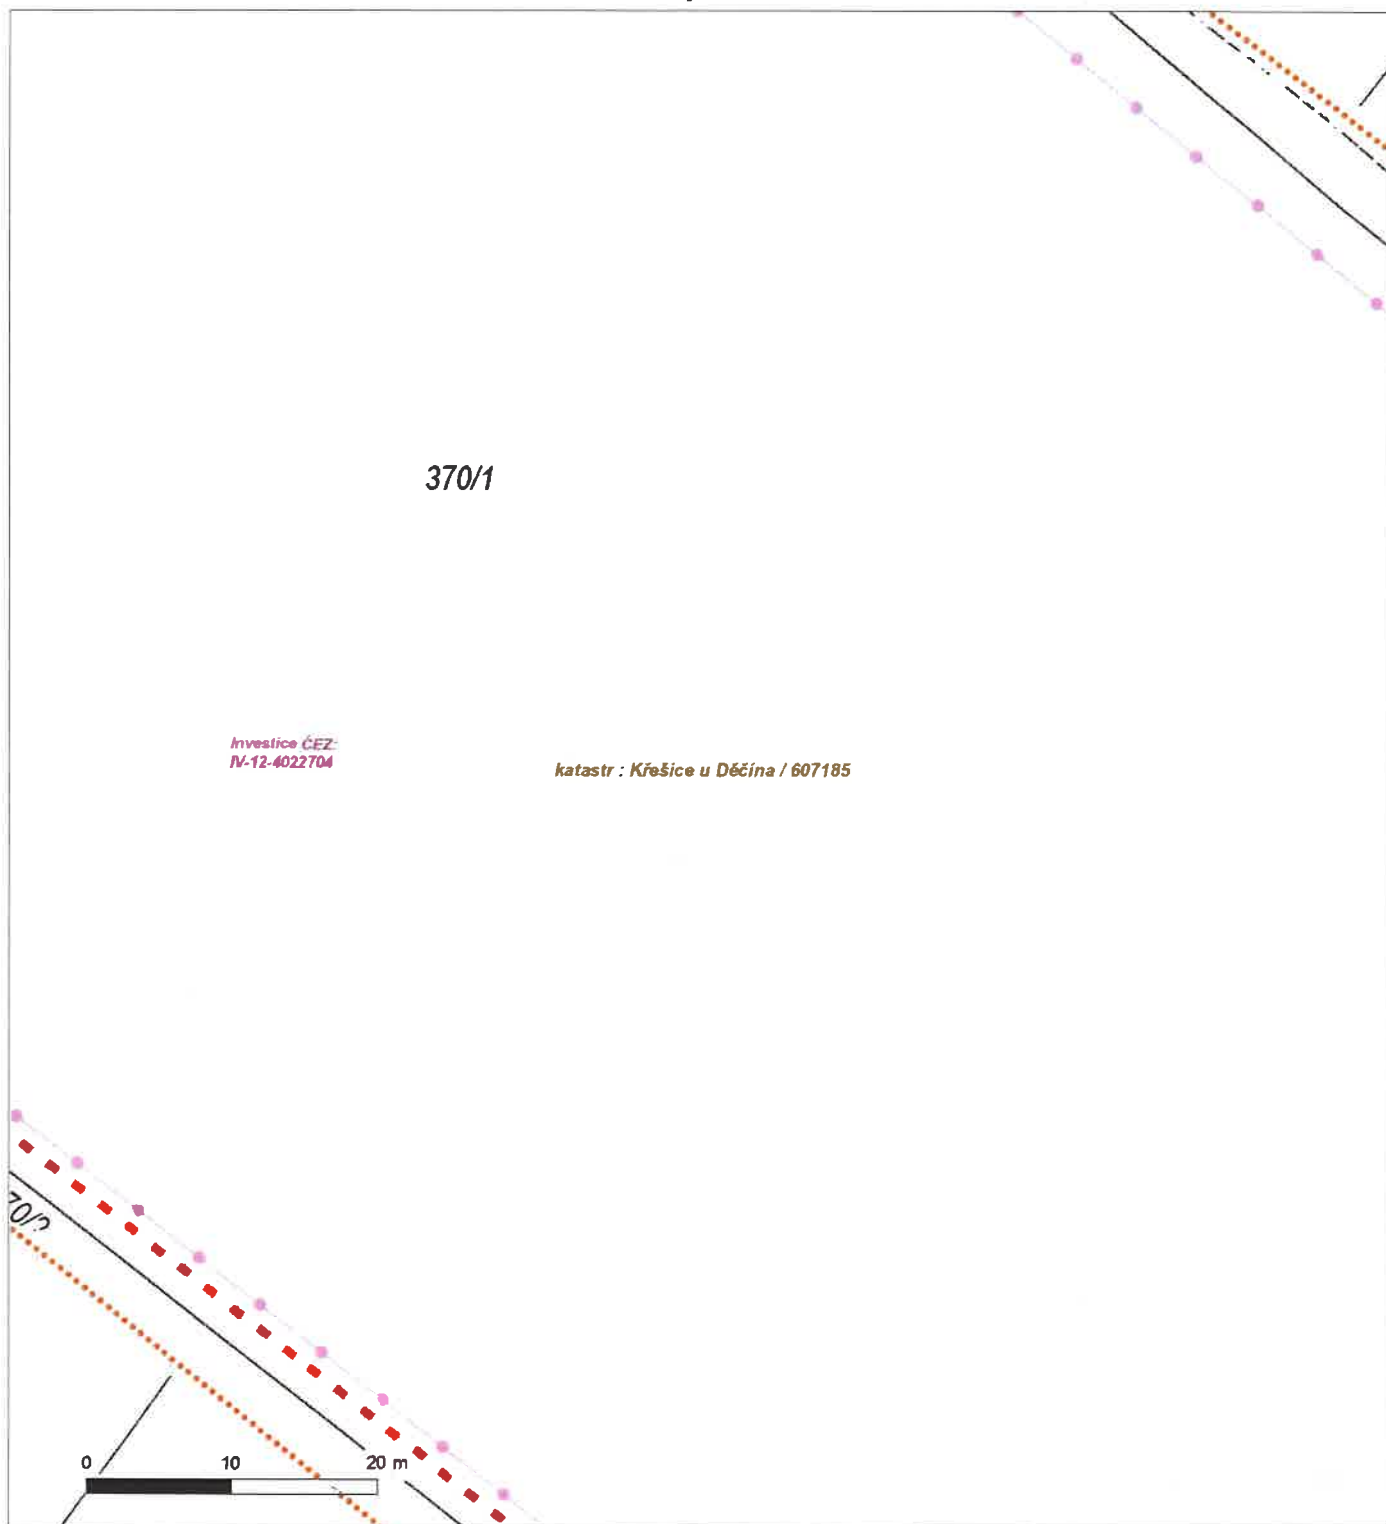 370/1
Investice ČEZ:
IV-12-4022704
katastr : Křešice u Děčína / 607185
0 10 20 m